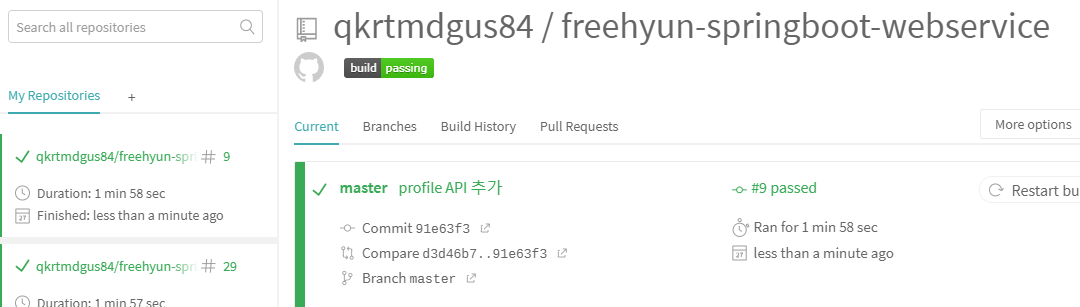 Search all repositories
My Repositories +
qkrtmdgus84/freehyun-spr # 9
Duration: 1 min 58 sec
Finished: less than a minute ago
qkrtmdgus84/freehyun-spr # 29
Duration: 1 min 57 sec
qkrtmdgus84 / freehyun-springboot-webservice
build passing
Current Branches Build History Pull Requests
More options
master profile API 추가
#9 passed
Restart bu
Commit 91e63f3
Ran for 1 min 58 sec
Compare d3d46b7..91e63f3
less than a minute ago
Branch master